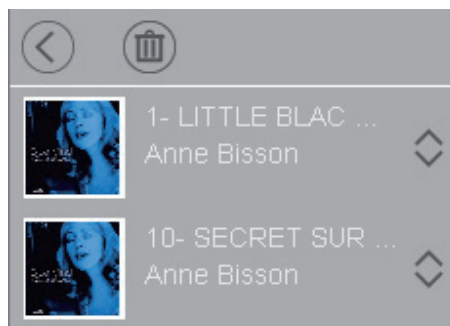 1- LITTLE BLAC ...
Anne Bisson
10- SECRET SUR ...
Anne Bisson